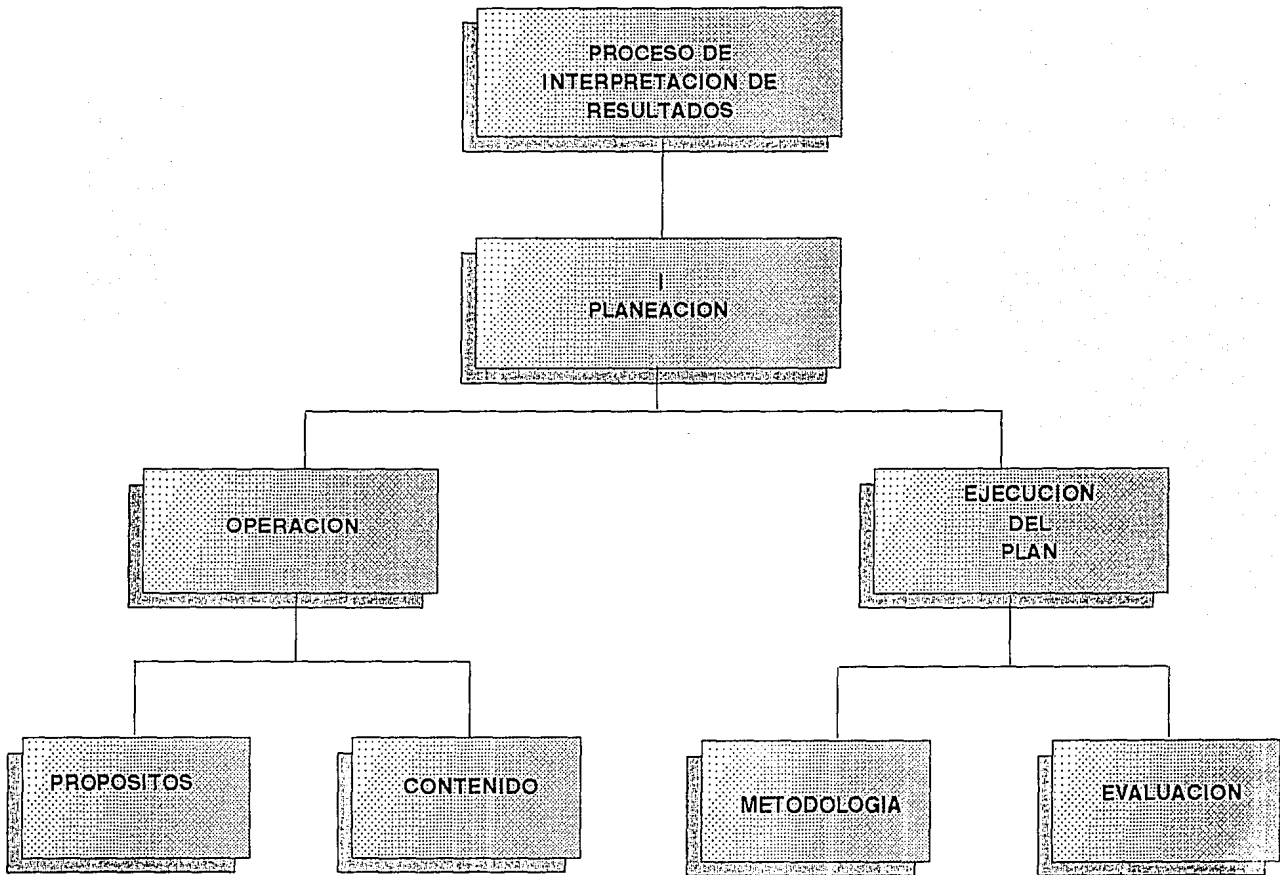 PROCESO DE
INTERPRETACION DE
RESULTADOS
I
PLANEACION
OPERACION
EJECUCION
DEL
PLAN
PROPOSITOS
CONTENIDO
METODOLOGIA
EVALUACION